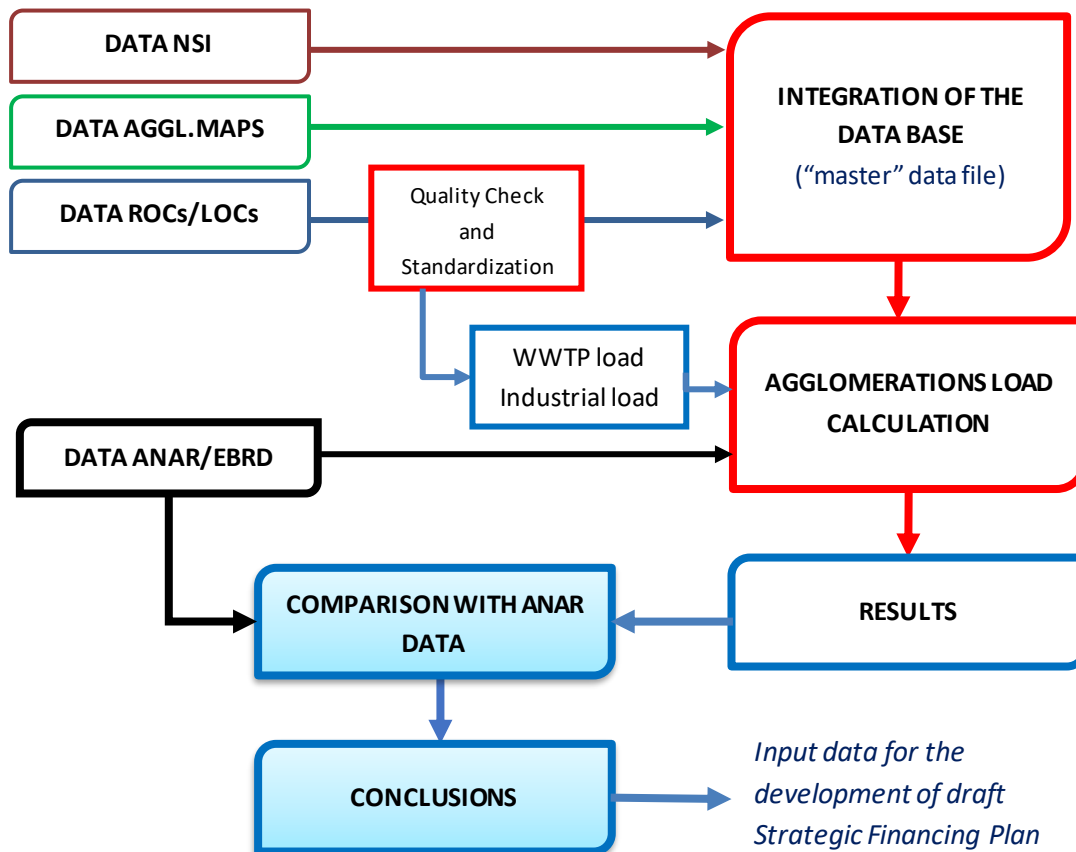 DATA NSI
DATA AGGL.MAPS
DATA ROCs/LOCs
Quality Check
and
Standardization
INTEGRATION OF THE
DATA BASE
(“master” data file)
WWTP load
Industrial load
AGGLOMERATIONS LOAD
CALCULATION
DATA ANAR/EBRD
COMPARISON WITH ANAR
DATA
RESULTS
CONCLUSIONS
Input data for the
development of draft
Strategic Financing Plan